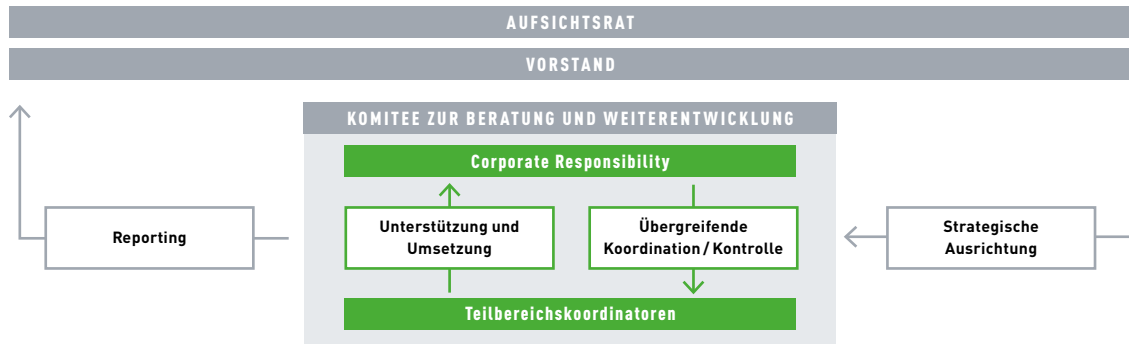 AUFSICHTSRAT
VORSTAND
KOMITEE ZUR BERATUNG UND WEITERENTWICKLUNG
Corporate Responsibility
Reporting
Unterstützung und
Umsetzung
Übergreifende
Koordination / Kontrolle
Strategische
Ausrichtung
Teilbereichskoordinatoren